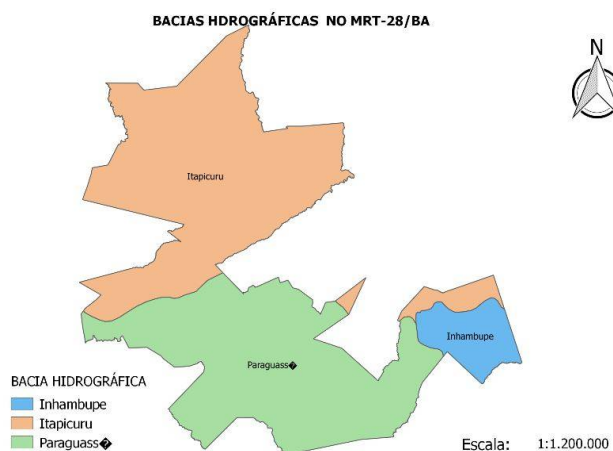 BACIAS HDROGRÁFICAS NO MRT-28/BA
N
Itapicuru
Inhambupe
Paraguass�
BACIA HIDROGRÁFICA
Inhambupe
Itapicuru
Paraguass�
Escala: 1:1.200.000